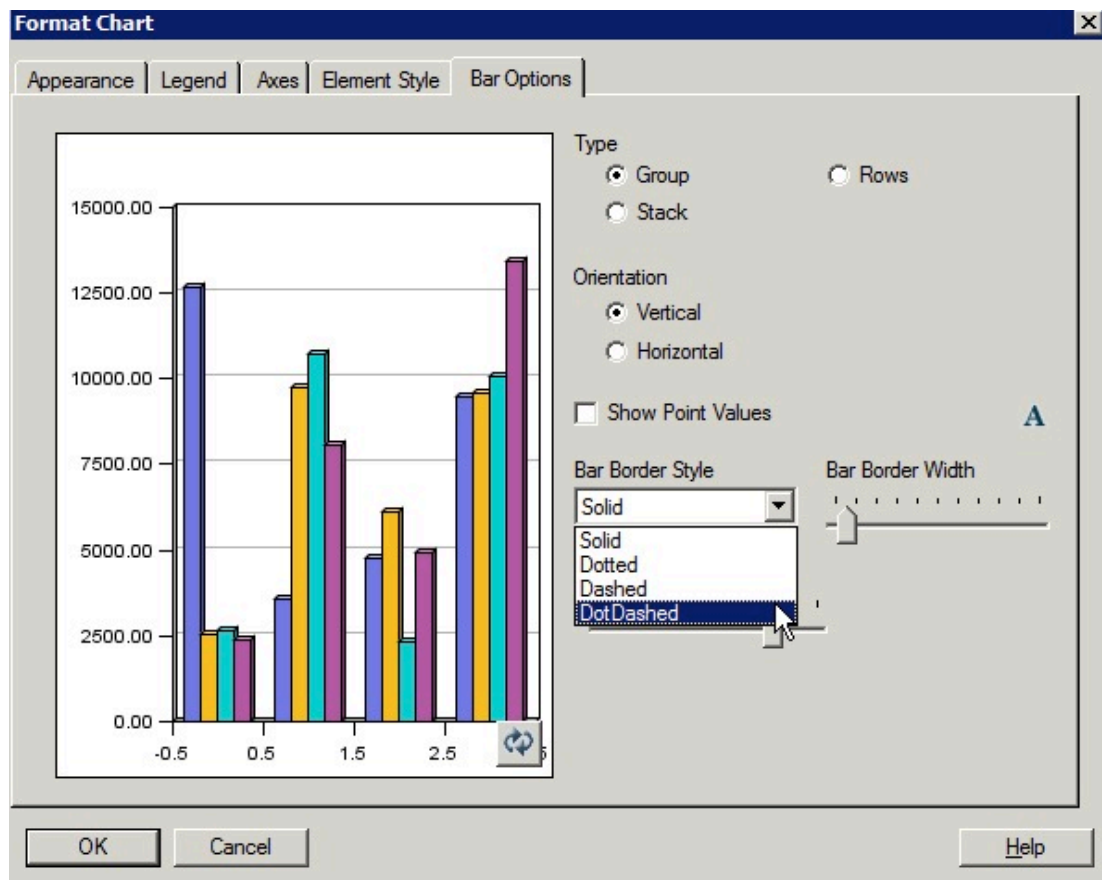 Format Chart
Appearance Legend Axes Element Style Bar Options
Type
Group Rows
Stack
Orientation
Vertical
Horizontal
Show Point Values A
Bar Border Style Bar Border Width
Solid
Solid
Dotted
Dashed
DotDashed
15000.00
12500.00
10000.00
7500.00
5000.00
2500.00
0.00
-0.5 0.5 1.5 2.5
OK Cancel Help